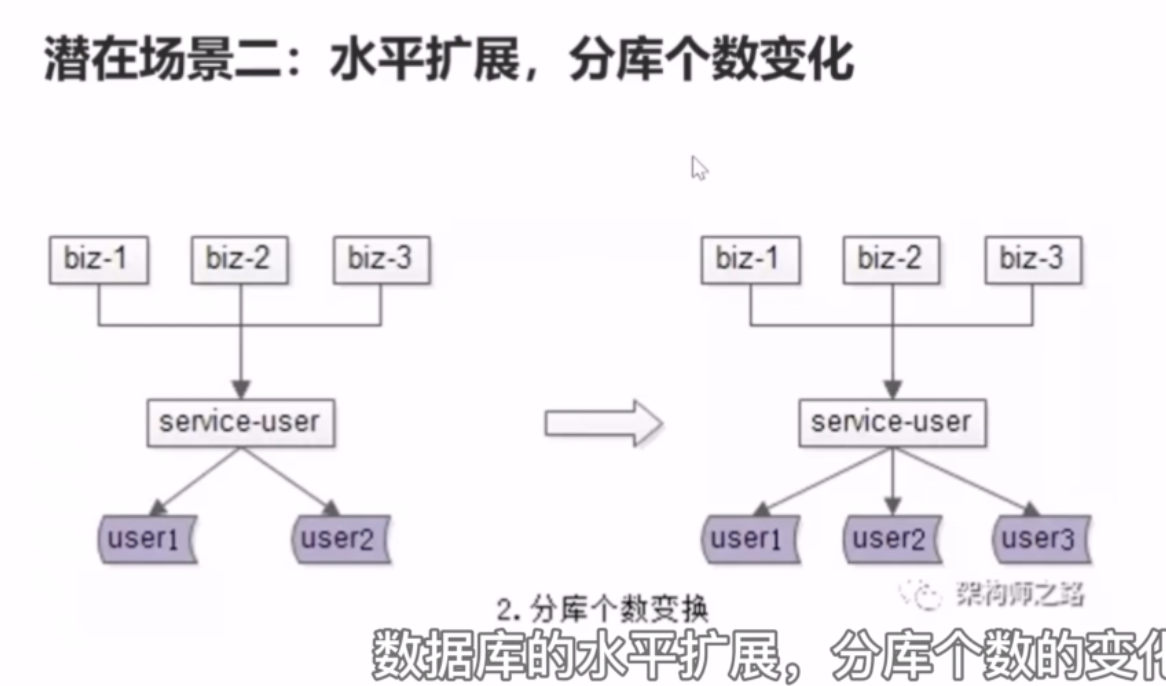 潜在场景二：水平扩展，分库个数变化
biz-1 biz-2 biz-3 biz-1 biz-2 biz-3
service-user service-user
user1 user2 user1 user2 user3
架构师之路
2.分库个数变换
数据库的水平扩展，分库个数的变化